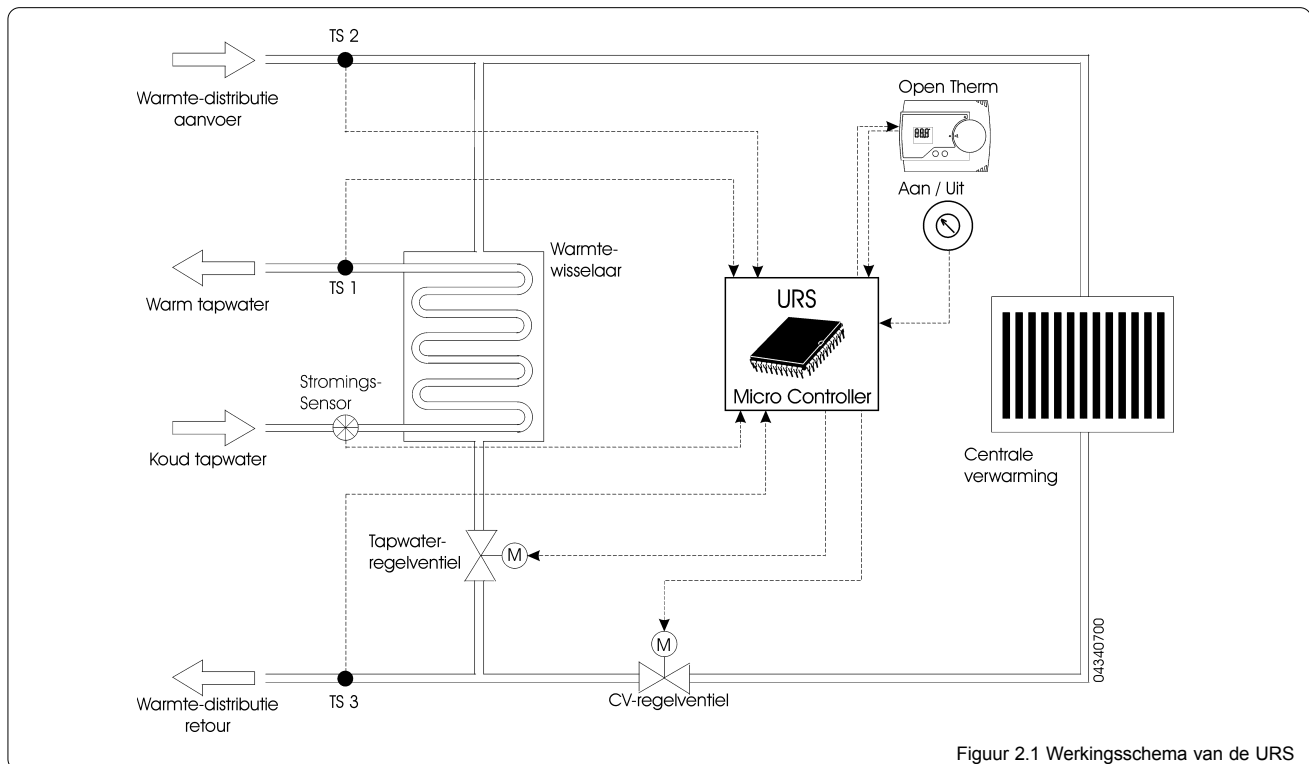 TS 2
Warmte-distributie
aanvoer
Open Therm
Aan / Uit
Warmte-
wisselaar
TS 1
Warm tapwater
URS
Micro Controller
Stromings-
Sensor
Koud tapwater
Centrale
verwarming
Tapwater-
regelventiel
M
M
CV-regelventiel
04340700
TS 3
Warmte-distributie
retour
Figuur 2.1 Werkingsschema van de URS